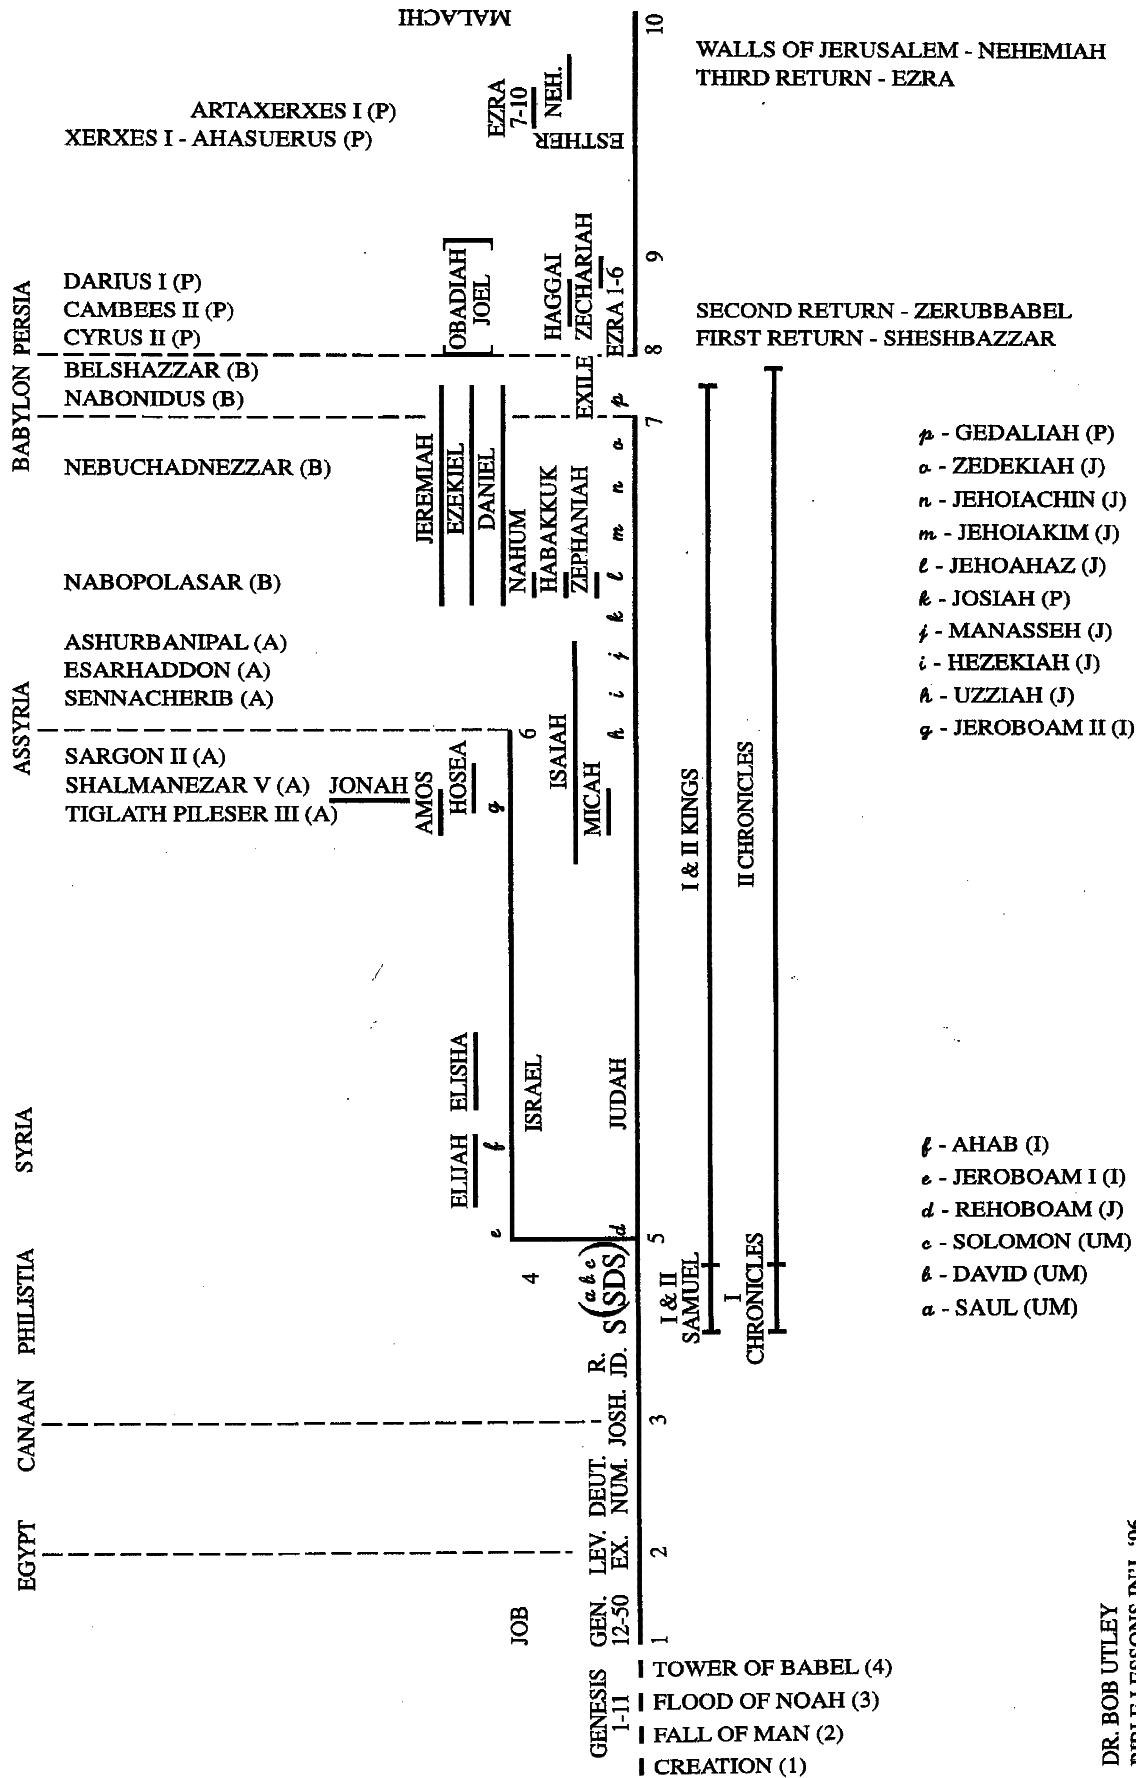 MALACHI
10
WALLS OF JERUSALEM - NEHEMIAH
THIRD RETURN - EZRA
ARTAXERXES I (P)
XERXES I - AHASUERUS (P)
EZRA
7-10
NEH.
ESTHER
BABYLON PERSIA
DARIUS I (P)
CAMBEES II (P)
CYRUS II (P)
OBADIAH
JOEL
HAGGAI
ZECHARIAH
EZRA 1-6
9
8
SECOND RETURN - ZERUBBABEL
FIRST RETURN - SHESHBAZZAR
BELSHAZZAR (B)
NABONIDUS (B)
EXILE
p
7
NEBUCHADNEZZAR (B)
NABOPOLASAR (B)
JEREMIAH
EZEKIEL
DANIEL
NAHUM
HABAKKUK
ZEPHANIAH
k l m n o
p - GEDALIAH (P)
o - ZEDEKIAH (J)
n - JEHOIACHIN (J)
m - JEHOIAKIM (J)
l - JEHOAHAZ (J)
k - JOSIAH (P)
j - MANASSEH (J)
i - HEZEKIAH (J)
h - UZZIAH (J)
g - JEROBOAM II (I)
ASSYRIA
ASHURBANIPAL (A)
ESARHADDON (A)
SENNACHERIB (A)
SARGON II (A)
SHALMANEZAR V (A)
TIGLATH PILESER III (A)
JONAH
AMOS
HOSEA
g
6
ISAIAH
MICAH
h i j
I & II KINGS
II CHRONICLES
SYRIA
ELIJAH ELISHA
e f
ISRAEL
JUDAH
d
5
f - AHAB (I)
e - JEROBOAM I (I)
d - REHOBOAM (J)
c - SOLOMON (UM)
b - DAVID (UM)
a - SAUL (UM)
PHILISTIA
4
a b c
S (SDS)
I & II
SAMUEL
I
CHRONICLES
CANAAN
R.
JOSH. JD.
3
DEUT.
NUM.
EGYPT
LEV.
EX.
2
JOB
GEN.
12-50
1
GENESIS
1-11
TOWER OF BABEL (4)
FLOOD OF NOAH (3)
FALL OF MAN (2)
CREATION (1)
DR. BOB UTLEY
BIBLE LESSONS INT'L '96